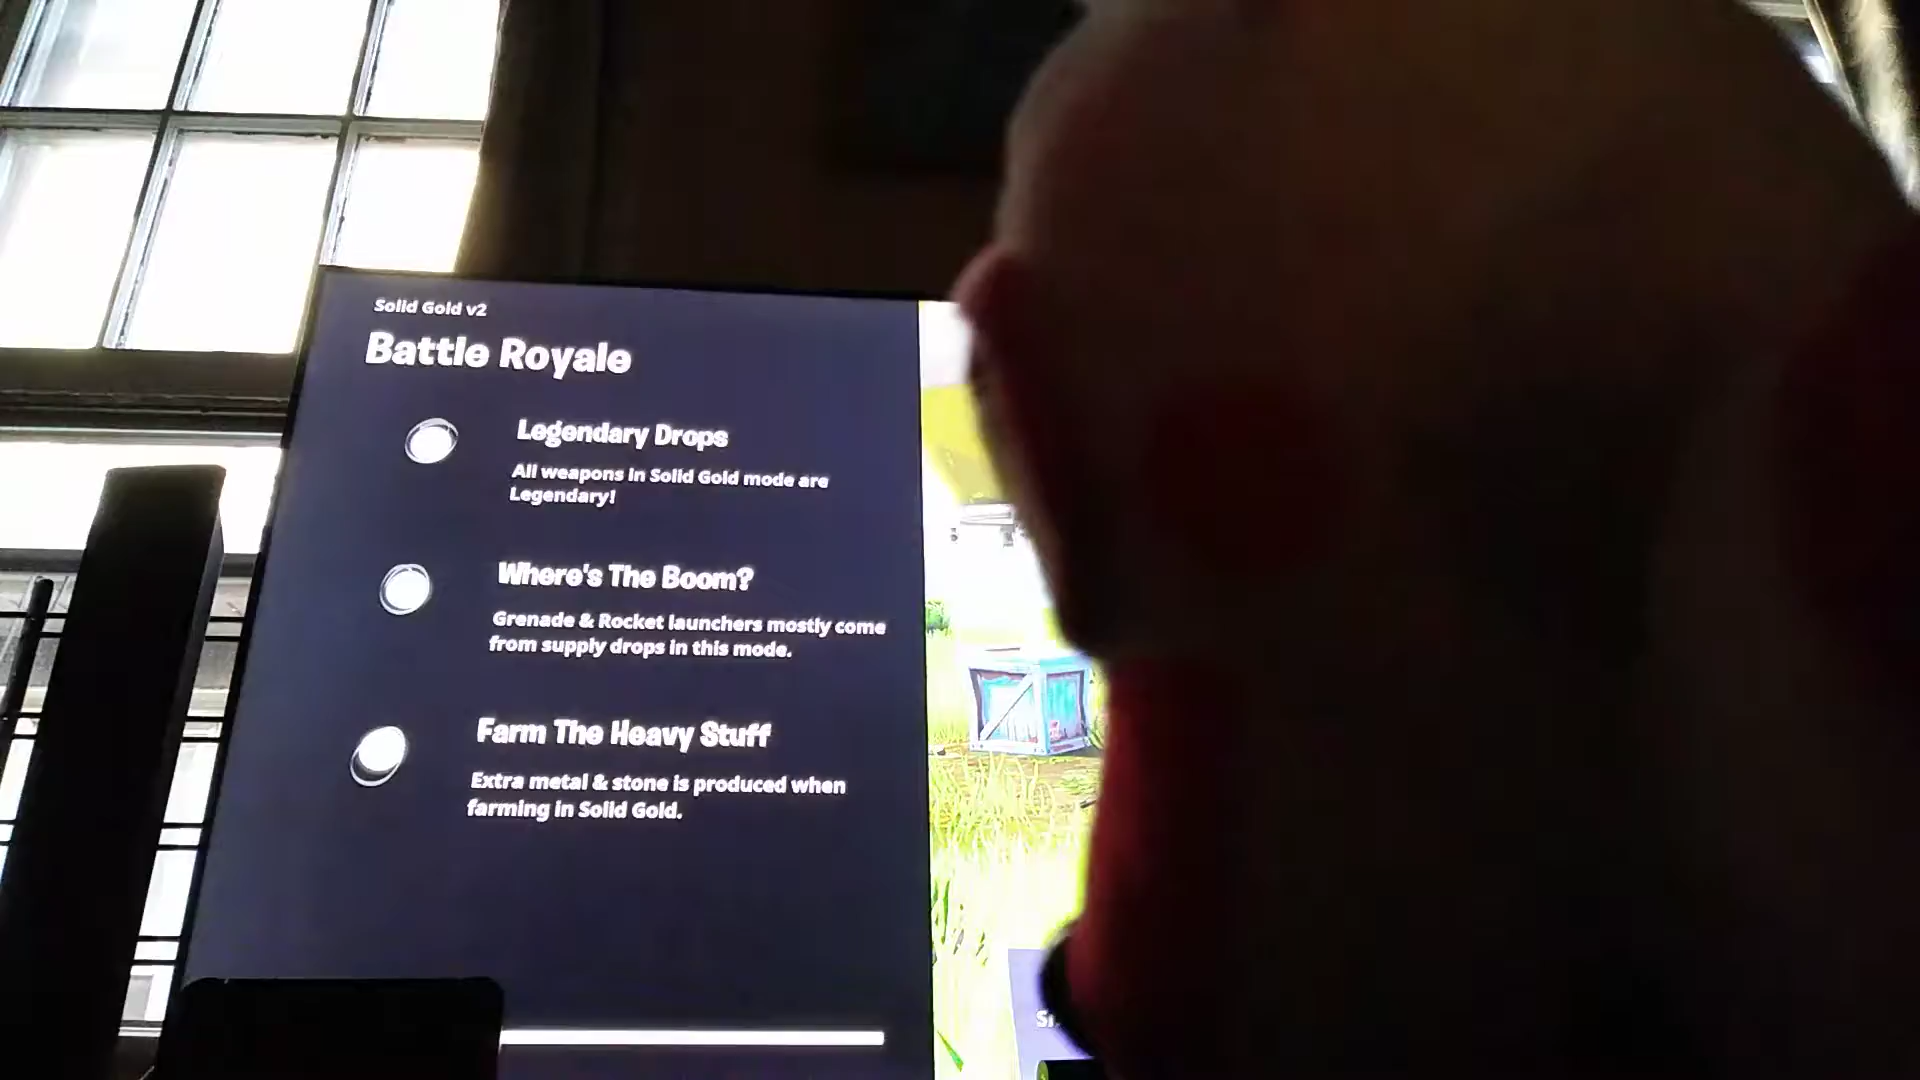 Solid Gold v2
Battle Royale
Legendary Drops
All weapons in Solid Gold mode are
Legendary!
Where's The Boom?
Grenade & Rocket launchers mostly come
from supply drops in this mode.
Farm The Heavy Stuff
Extra metal & stone is produced when
farming in Solid Gold.